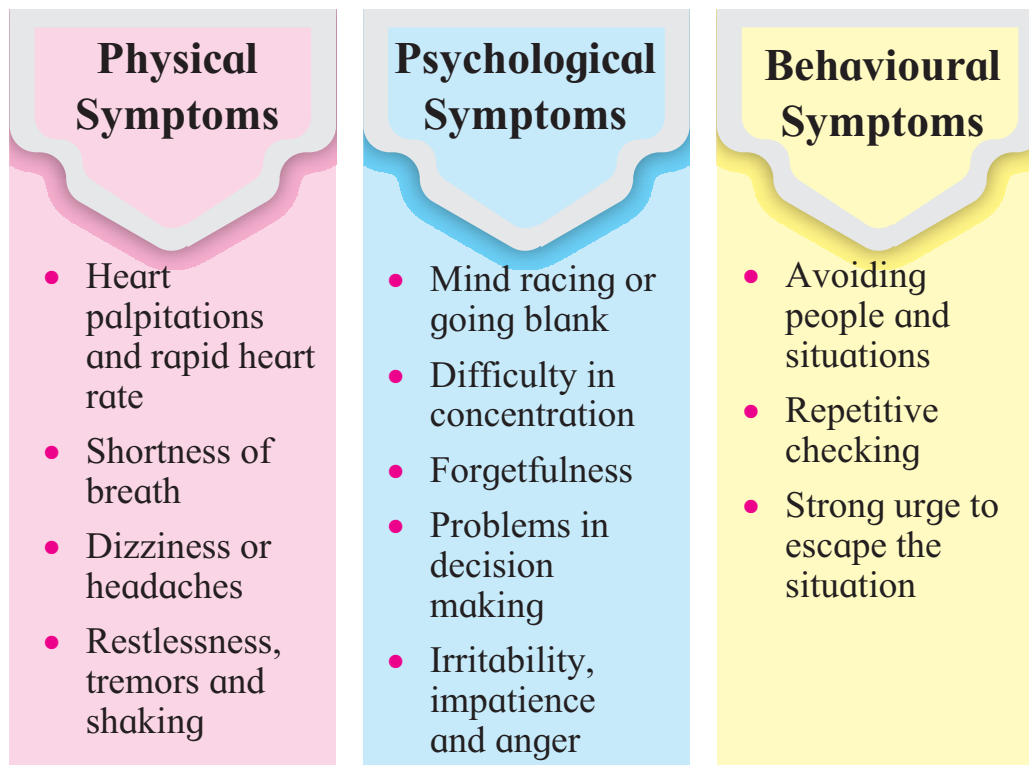 Physical
Symptoms
• Heart
palpitations
and rapid heart
rate
• Shortness of
breath
• Dizziness or
headaches
• Restlessness,
tremors and
shaking
Psychological
Symptoms
• Mind racing or
going blank
• Difficulty in
concentration
• Forgetfulness
• Problems in
decision
making
• Irritability,
impatience
and anger
Behavioural
Symptoms
• Avoiding
people and
situations
• Repetitive
checking
• Strong urge to
escape the
situation